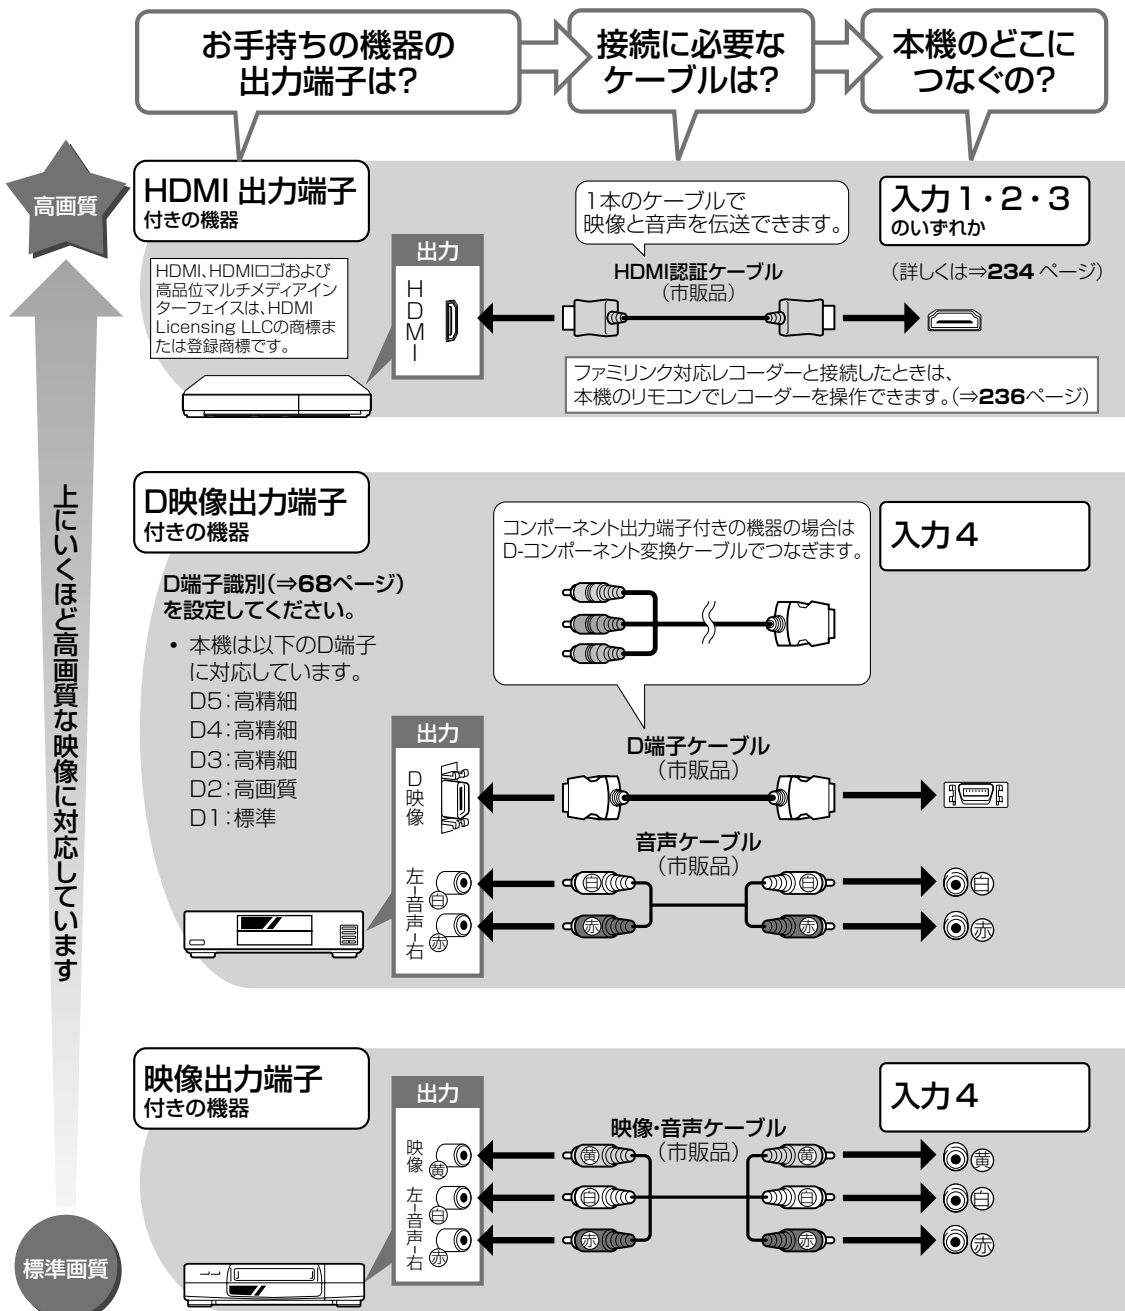 お手持ちの機器の
出力端子は?
接続に必要な
ケーブルは?
本機のどこに
つなぐの?
高画質
上にいくほど高画質な映像に対応しています
標準画質
HDMI 出力端子
付きの機器
HDMI、HDMIロゴおよび
高品位マルチメディアイン
ターフェイスは、HDMI
Licensing LLCの商標ま
たは登録商標です。
出力
HDMI
1本のケーブルで
映像と音声を伝送できます。
HDMI認証ケーブル
(市販品)
入力1・2・3
のいずれか
(詳しくは⇒234 ページ)
ファミリンク対応レコーダーと接続したときは、
本機のリモコンでレコーダーを操作できます。(⇒236ページ)
D映像出力端子
付きの機器
D端子識別(⇒68ページ)
を設定してください。
• 本機は以下のD端子
に対応しています。
D5:高精細
D4:高精細
D3:高精細
D2:高画質
D1:標準
出力
D映像
左-音声-右
白
赤
コンポーネント出力端子付きの機器の場合は
D-コンポーネント変換ケーブルでつなぎます。
D端子ケーブル
(市販品)
音声ケーブル
(市販品)
白 白
赤 赤
入力4
白
赤
映像出力端子
付きの機器
出力
映像
黄
左-音声-右
白
赤
映像・音声ケーブル
(市販品)
黄 黄
白 白
赤 赤
入力4
黄
白
赤